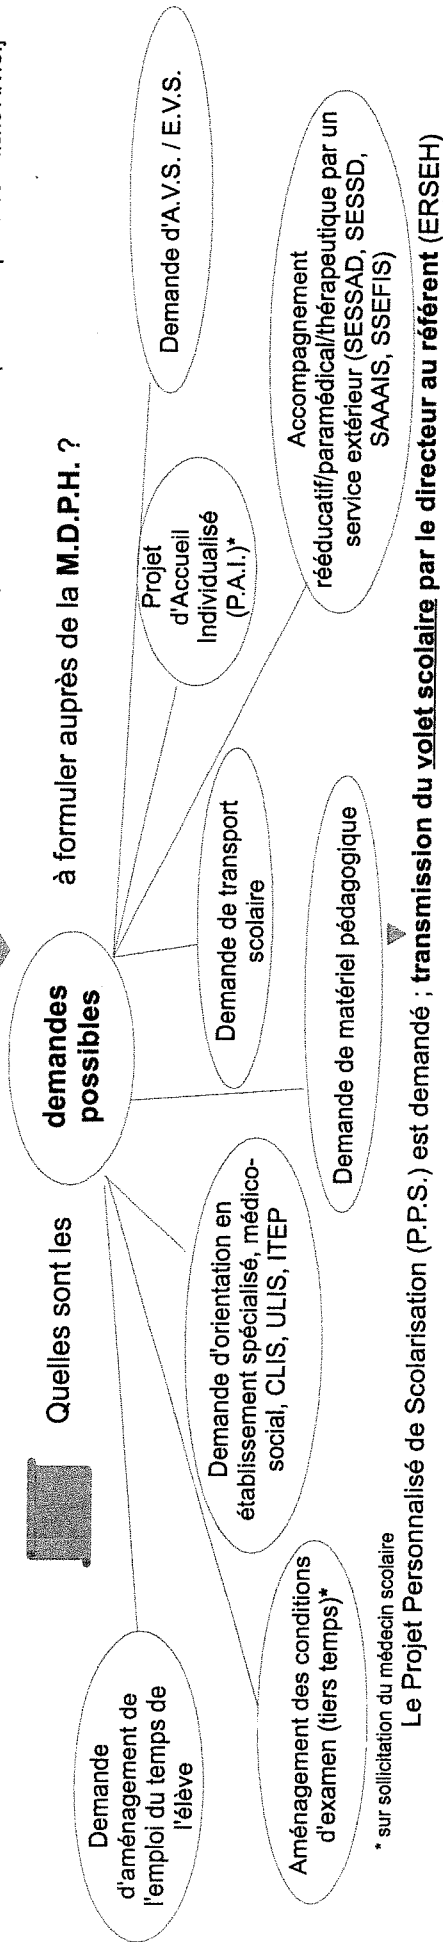 Quelles sont les
demandes
possibles
à formuler auprès de la M.D.P.H. ?
Demande
d'aménagement de
l'emploi du temps de
l'élève
Aménagement des conditions
d'examen (tiers temps)*
Demande d'orientation en
établissement spécialisé, médico-
social, CLIS, ULIS, ITEP
Demande de matériel pédagogique
Demande de transport
scolaire
Projet
d'Accueil
Individualisé
(P.A.I.)*
Accompagnement
rééducatif/paramédical/thérapeutique par un
service extérieur (SESSAD, SESSD,
SAAAIS, SSEFIS)
Demande d'A.V.S. / E.V.S.
* sur sollicitation du médecin scolaire
Le Projet Personnalisé de Scolarisation (P.P.S.) est demandé ; transmission du volet scolaire par le directeur au référent (ERSEH)